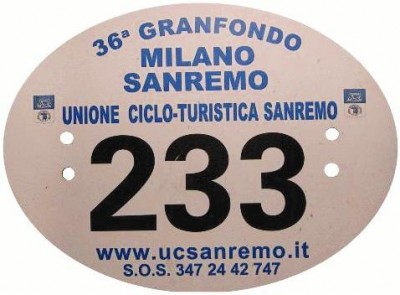 36ª GRANFONDO
MILANO
SANREMO
UNIONE CICLO-TURISTICA SANREMO
233
www.ucsanremo.it
S.O.S. 347 24 42 747